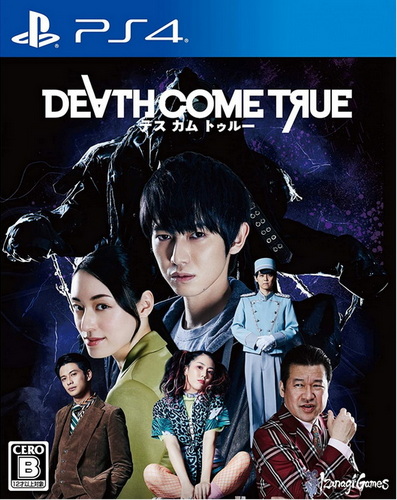 PS4
DEATH COME TRUE
デス カム トゥルー
CERO
B
12才以上対象
IzanagiGames